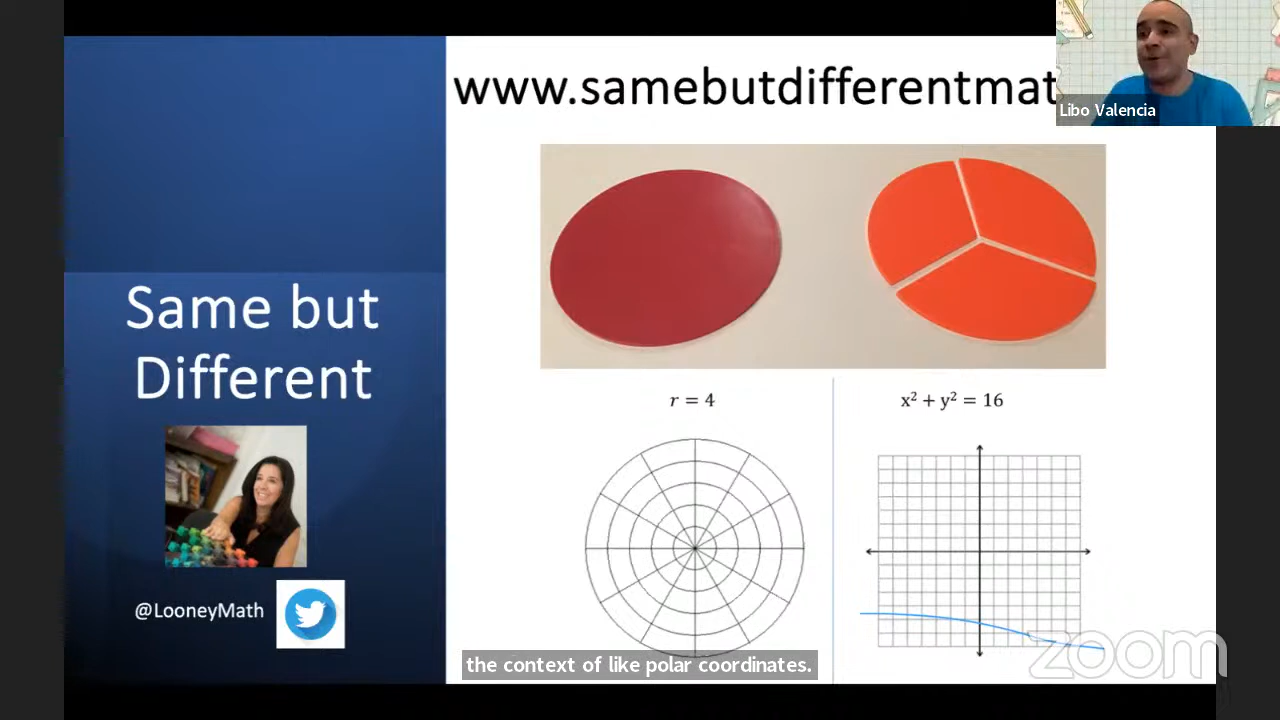 www.samebutdifferentmat
Libo Valencia
Same but
Different
r = 4
x² + y² = 16
@LooneyMath
the context of like polar coordinates.
zoom